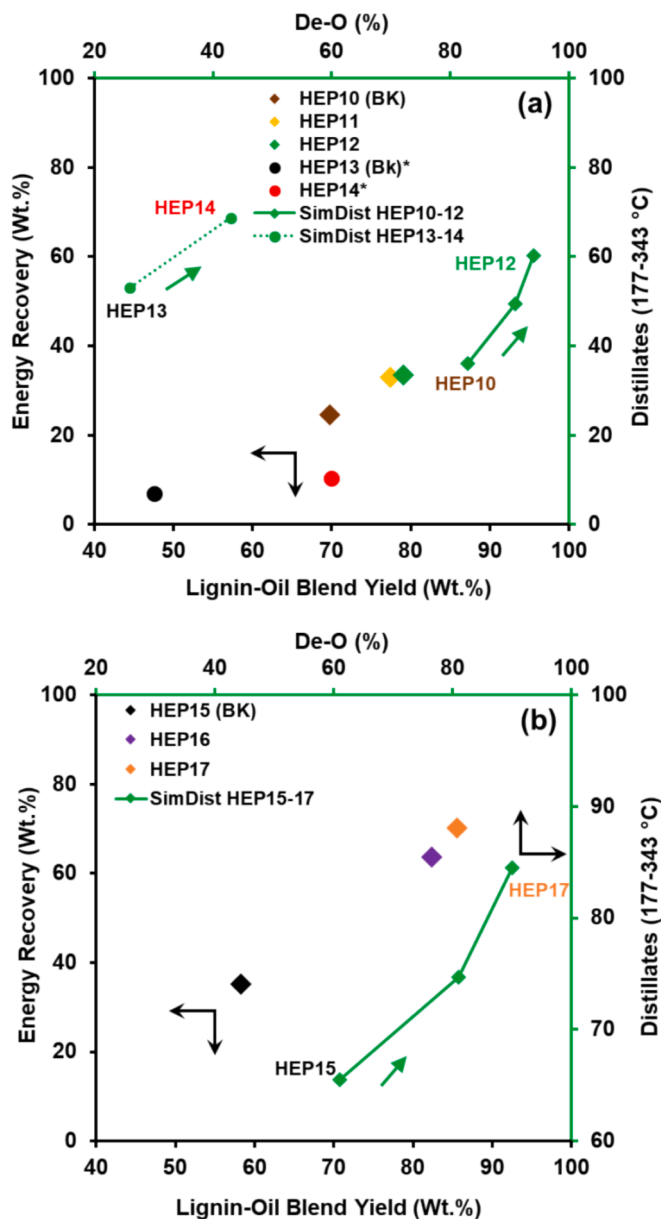 De-O (%)
20 40 60 80 100
(a)
HEP10 (BK)
HEP11
HEP12
HEP13 (Bk)*
HEP14*
SimDist HEP10-12
SimDist HEP13-14
HEP14
HEP13
HEP12
HEP10
Energy Recovery (Wt.%)
100
80
60
40
20
0
Distillates (177-343 °C)
100
80
60
40
20
0
40 50 60 70 80 90 100
Lignin-Oil Blend Yield (Wt.%)
De-O (%)
20 40 60 80 100
(b)
HEP15 (BK)
HEP16
HEP17
SimDist HEP15-17
HEP17
HEP15
Energy Recovery (Wt.%)
100
80
60
40
20
0
Distillates (177-343 °C)
100
90
80
70
60
40 50 60 70 80 90 100
Lignin-Oil Blend Yield (Wt.%)